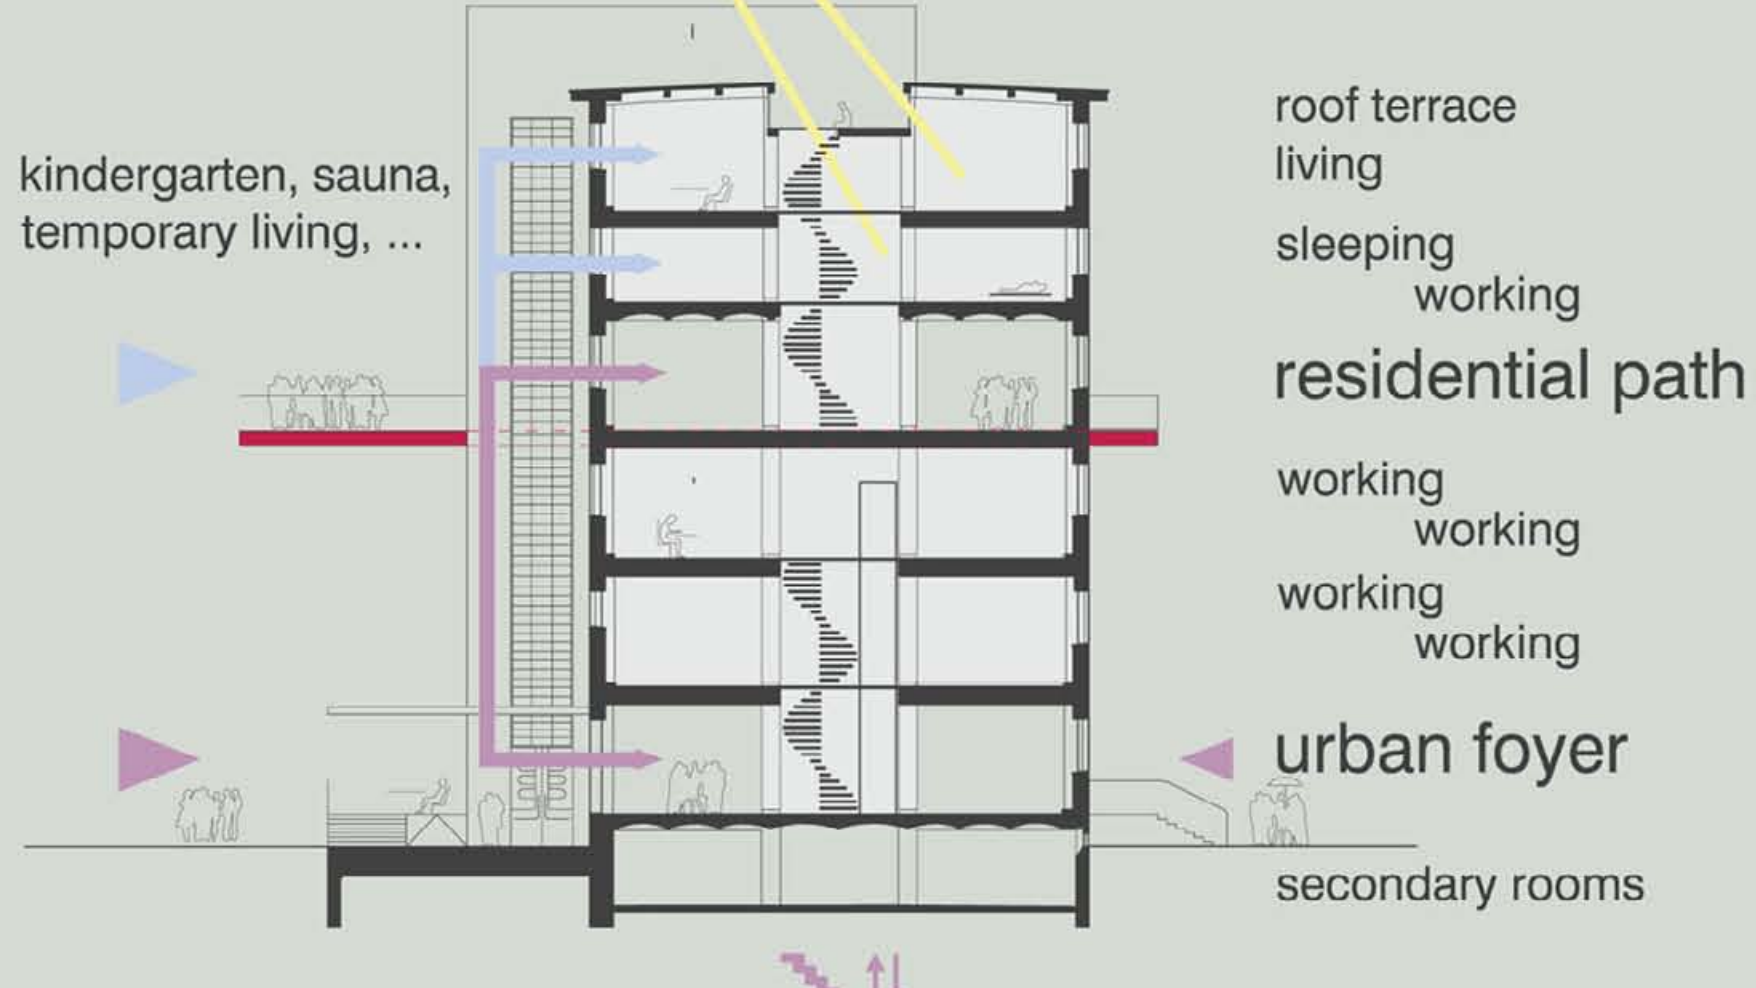 kindergarten, sauna,
temporary living, ...
roof terrace
living
sleeping
working
residential path
working
working
working
working
urban foyer
secondary rooms